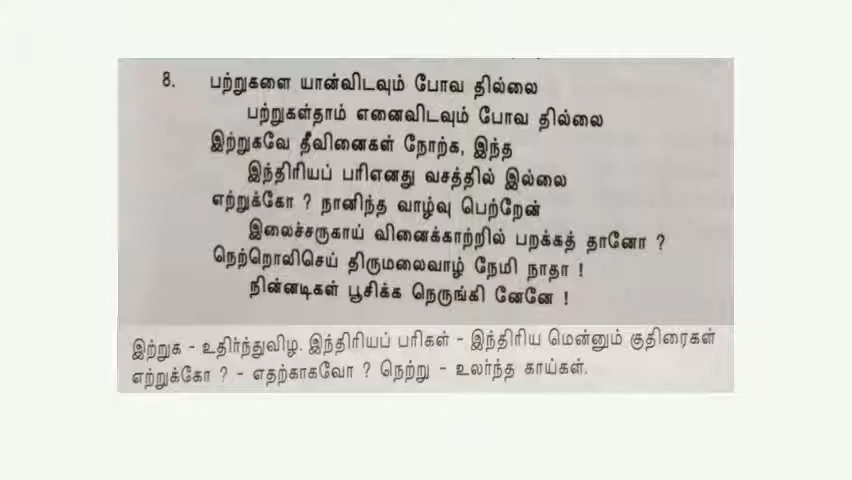 8. பற்றுகளை யான்விடவும் போவ தில்லை
பற்றுகள்தாம் எனைவிடவும் போவ தில்லை
இற்றுகவே தீவினைகள் நோற்க, இந்த
இந்திரியப் பரிஎனது வசத்தில் இல்லை
எற்றுக்கோ ? நானிந்த வாழ்வு பெற்றேன்
இலைச்சருகாய் வினைக்காற்றில் பறக்கத் தானோ ?
நெற்றொலிசெய் திருமலைவாழ் நேமி நாதா !
நின்னடிகள் பூசிக்க நெருங்கி னேனே !
இற்றுக - உதிர்ந்துவிழ. இந்திரியப் பரிகள் - இந்திரிய மென்னும் குதிரைகள்
எற்றுக்கோ ? - எதற்காகவோ ? நெற்று - உலர்ந்த காய்கள்.